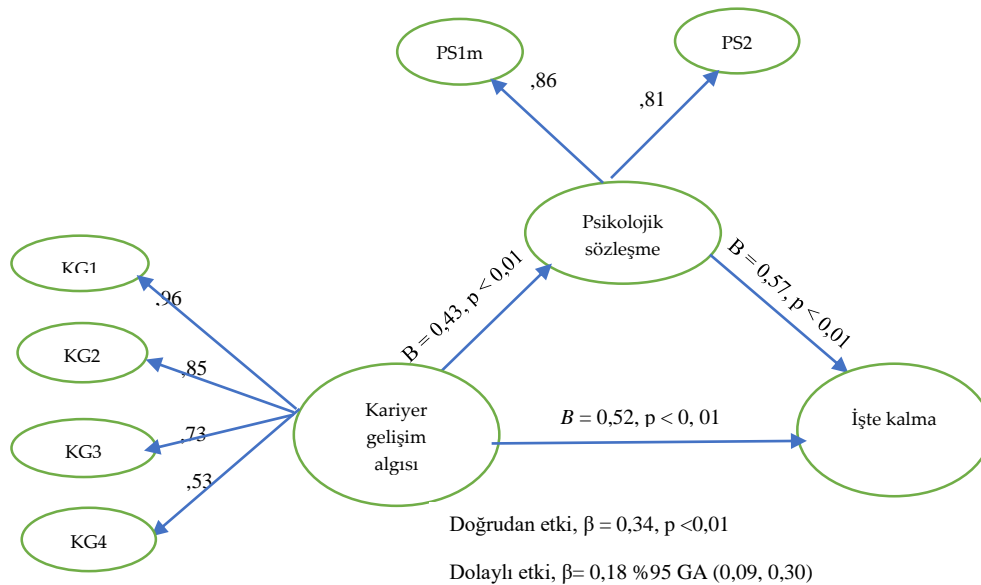 PS1m
PS2
,86
,81
Psikolojik
sözleşme
KG1
,96
B = 0,43, p < 0,01
B = 0,57, p < 0,01
KG2
,85
Kariyer
gelişim
algısı
B = 0,52, p < 0, 01
İşte kalma
KG3
,73
,53
KG4
Doğrudan etki, β = 0,34, p <0,01
Dolaylı etki, β= 0,18 %95 GA (0,09, 0,30)